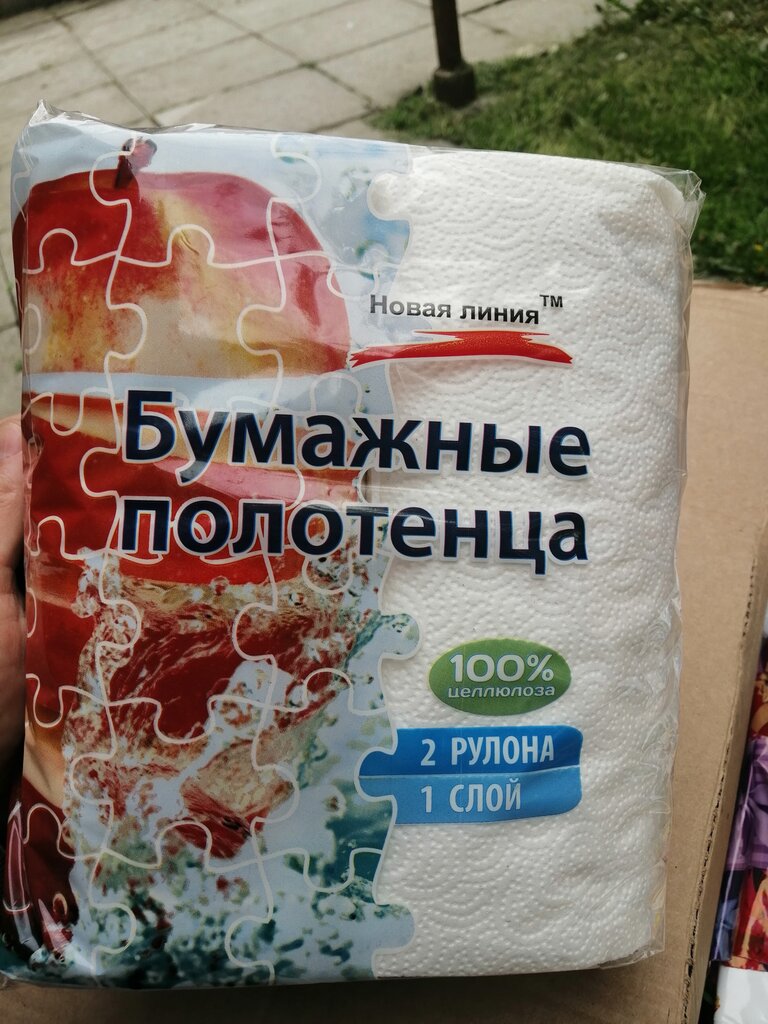 Новая линия™
Бумажные
полотенца
100%
целлюлоза
2 РУЛОНА
1 СЛОЙ